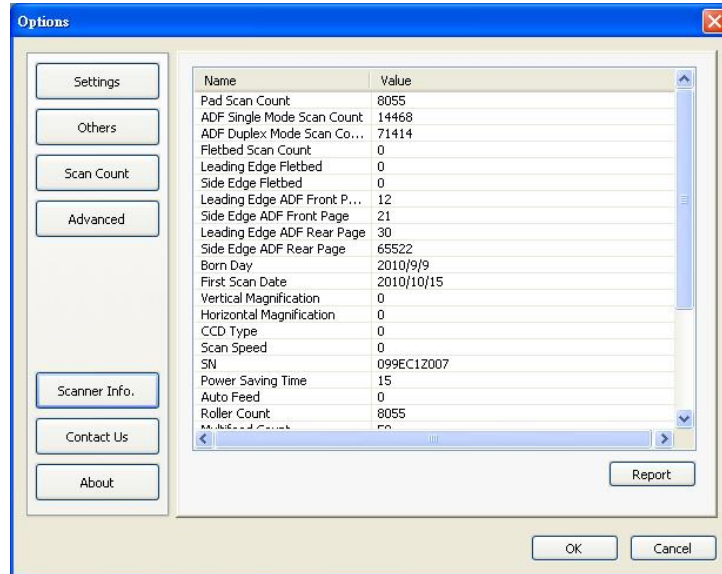 Options
Settings
Others
Scan Count
Advanced
Scanner Info.
Contact Us
About
Name Value
Pad Scan Count 8055
ADF Single Mode Scan Count 14468
ADF Duplex Mode Scan Co... 71414
Fletbed Scan Count 0
Leading Edge Fletbed 0
Side Edge Fletbed 0
Leading Edge ADF Front P... 12
Side Edge ADF Front Page 21
Leading Edge ADF Rear Page 30
Side Edge ADF Rear Page 65522
Born Day 2010/9/9
First Scan Date 2010/10/15
Vertical Magnification 0
Horizontal Magnification 0
CCD Type 0
Scan Speed 0
SN 099EC1Z007
Power Saving Time 15
Auto Feed 0
Roller Count 8055
Multifeed Count
Report
OK Cancel